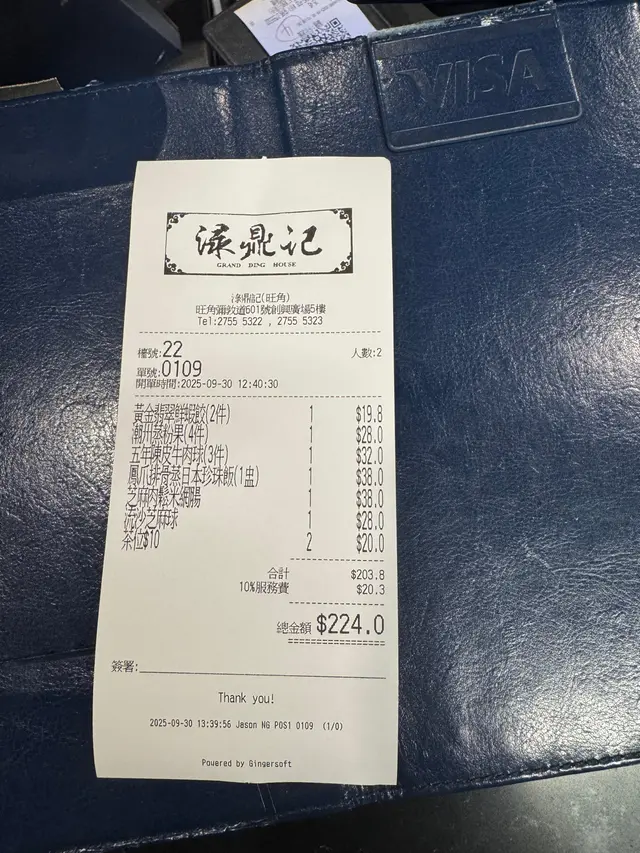 渌鼎记
GRAND DING HOUSE
渌鼎記(旺角)
旺角彌敦道601號創興廣場5樓
Tel:2755 5322 , 2755 5323
檯號:22 人數:2
單號:0109
開單時間:2025-09-30 12:40:30
黃金翡翠鮮蝦餃(2件) 1 $19.8
潮州蒸粉果(4件) 1 $28.0
五年陳皮牛肉球(3件) 1 $32.0
鳳爪排骨蒸日本珍珠飯(1盅) 1 $38.0
芝麻肉鬆米網腸 1 $38.0
流沙芝麻球 1 $28.0
茶位$10 2 $20.0
合計 $203.8
10%服務費 $20.3
總金額 $224.0
簽署:
Thank you!
2025-09-30 13:39:56 Jason NG POS1 0109 (1/0)
Powered by Gingersoft
VISA